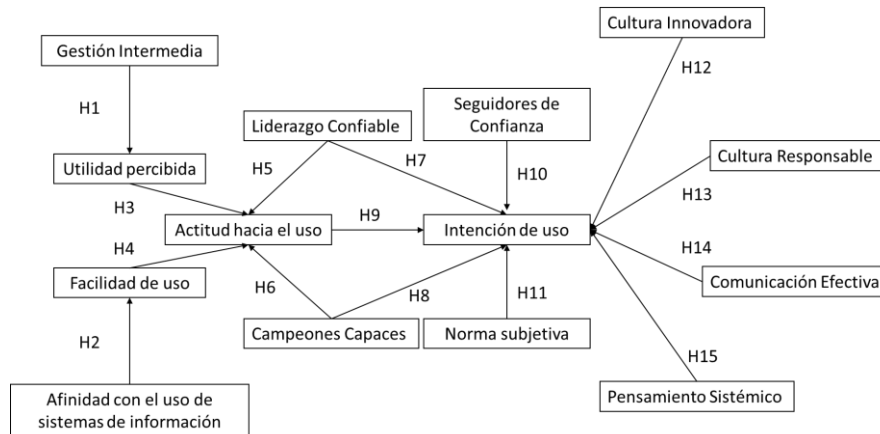 Cultura Innovadora
Gestión Intermedia
H12
H1
Seguidores de
Confianza
Liderazgo Confiable
H7
Cultura Responsable
Utilidad percibida
H5
H10
H13
H3
H9
Actitud hacia el uso
Intención de uso
H4
H14
Facilidad de uso
H6
H8
H11
Comunicación Efectiva
H2
Campeones Capaces
Norma subjetiva
H15
Afinidad con el uso de
sistemas de información
Pensamiento Sistémico